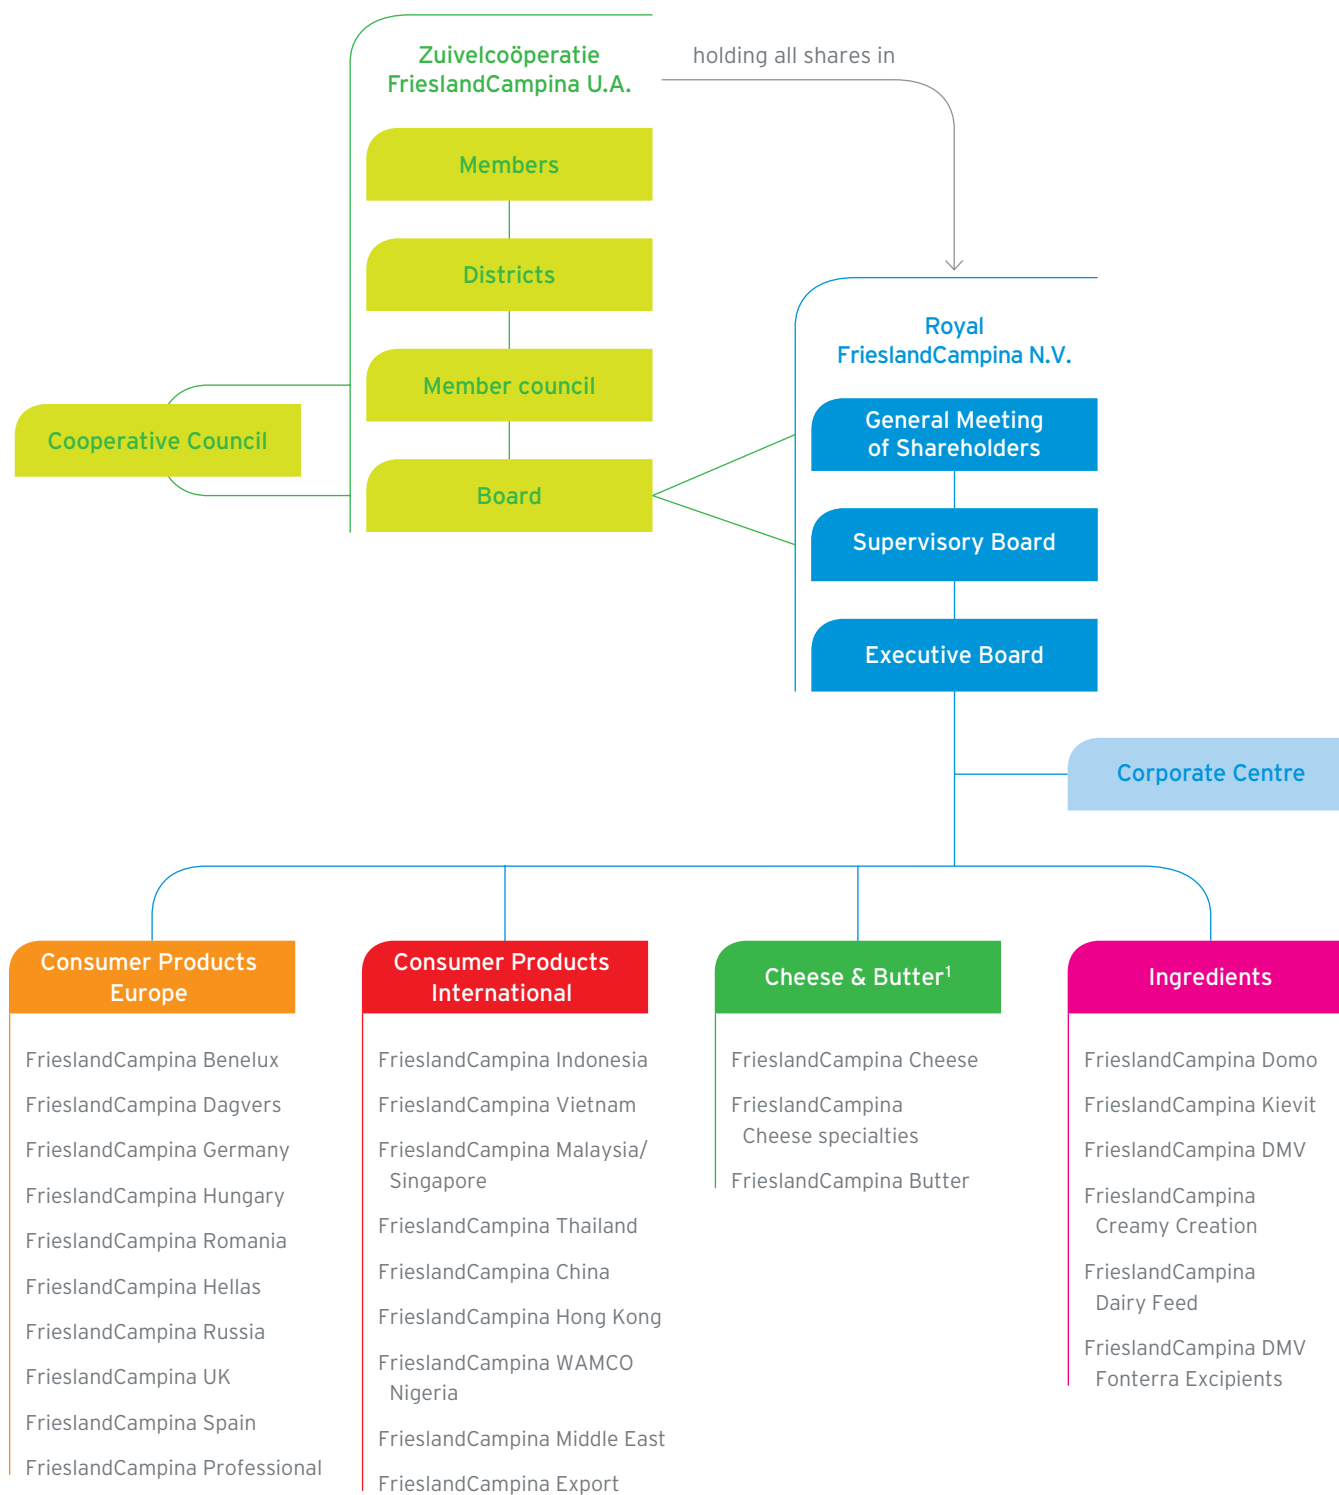 Zuivelcoöperatie
FrieslandCampina U.A.
holding all shares in
Members
Districts
Member council
Cooperative Council
Board
Royal
FrieslandCampina N.V.
General Meeting
of Shareholders
Supervisory Board
Executive Board
Corporate Centre
Consumer Products
Europe
FrieslandCampina Benelux
FrieslandCampina Dagvers
FrieslandCampina Germany
FrieslandCampina Hungary
FrieslandCampina Romania
FrieslandCampina Hellas
FrieslandCampina Russia
FrieslandCampina UK
FrieslandCampina Spain
FrieslandCampina Professional
Consumer Products
International
FrieslandCampina Indonesia
FrieslandCampina Vietnam
FrieslandCampina Malaysia/
Singapore
FrieslandCampina Thailand
FrieslandCampina China
FrieslandCampina Hong Kong
FrieslandCampina WAMCO
Nigeria
FrieslandCampina Middle East
FrieslandCampina Export
Cheese & Butter¹
FrieslandCampina Cheese
FrieslandCampina
Cheese specialties
FrieslandCampina Butter
Ingredients
FrieslandCampina Domo
FrieslandCampina Kievit
FrieslandCampina DMV
FrieslandCampina
Creamy Creation
FrieslandCampina
Dairy Feed
FrieslandCampina DMV
Fonterra Excipients